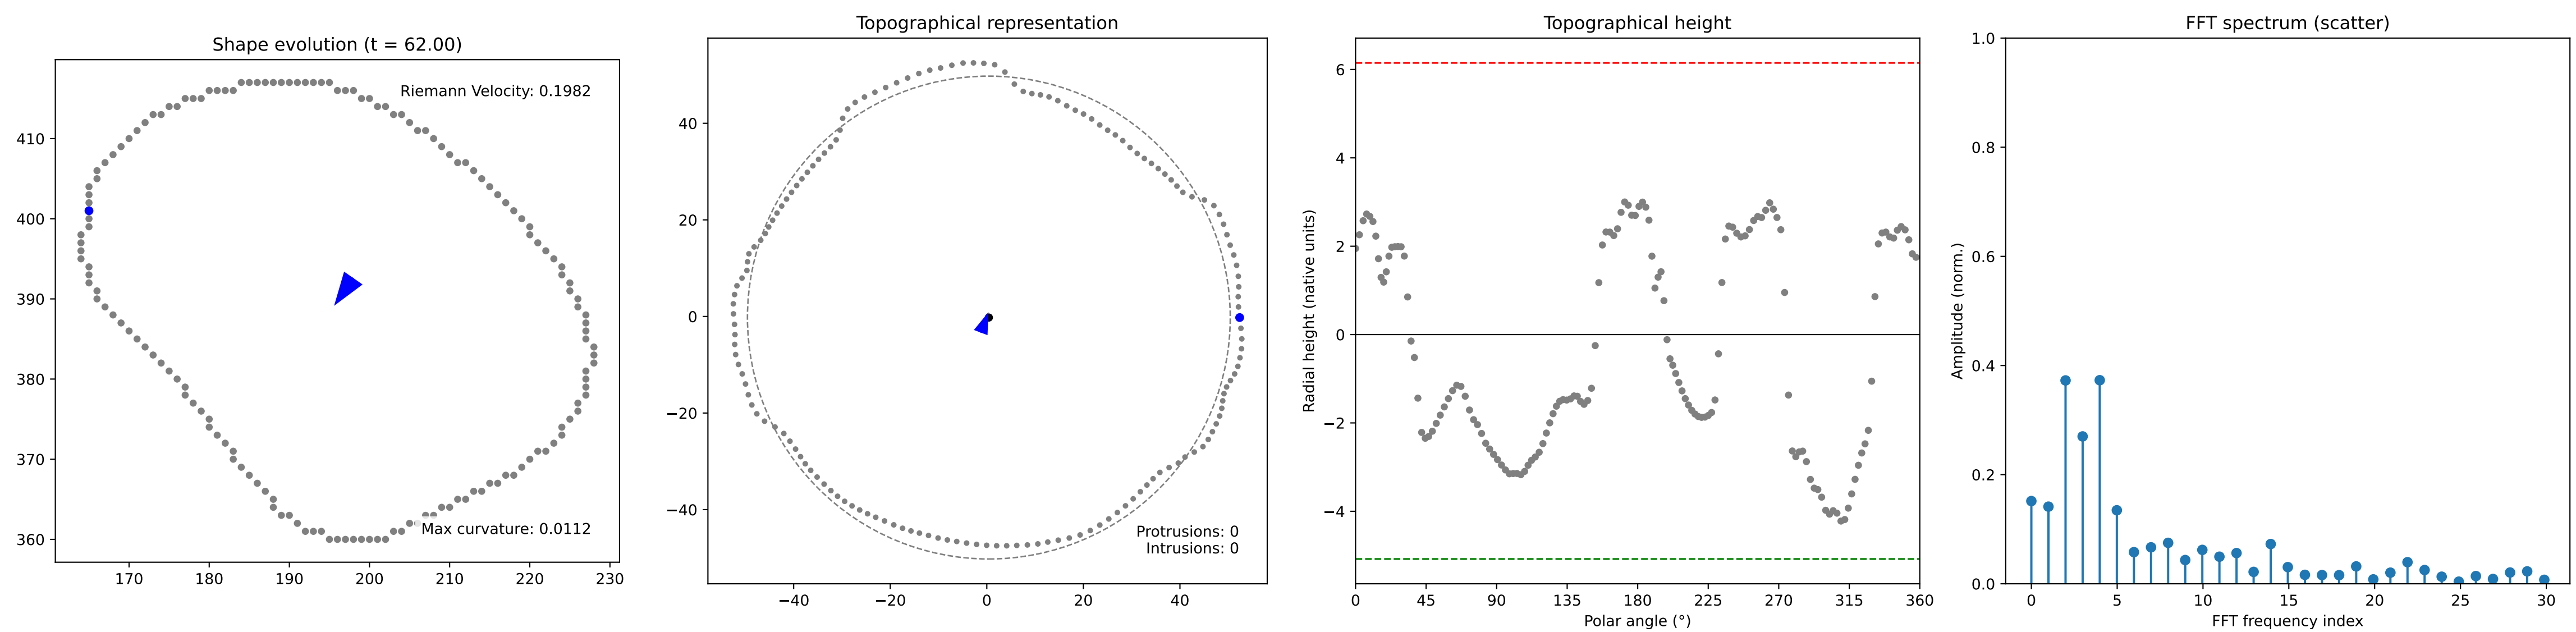 Shape evolution (t = 62.00)
Riemann Velocity: 0.1982
410
400
390
380
370
360
Max curvature: 0.0112
170 180 190 200 210 220 230
Topographical representation
40
20
0
−20
−40
Protrusions: 0
Intrusions: 0
−40 −20 0 20 40
Topographical height
Radial height (native units)
6
4
2
0
−2
−4
0 45 90 135 180 225 270 315 360
Polar angle (°)
FFT spectrum (scatter)
Amplitude (norm.)
1.0
0.8
0.6
0.4
0.2
0.0
0 5 10 15 20 25 30
FFT frequency index